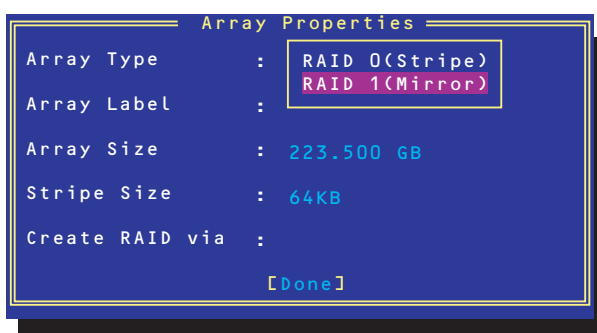 Array Properties
Array Type : RAID 0(Stripe)
RAID 1(Mirror)
Array Label :
Array Size : 223.500 GB
Stripe Size : 64KB
Create RAID via :
[Done]